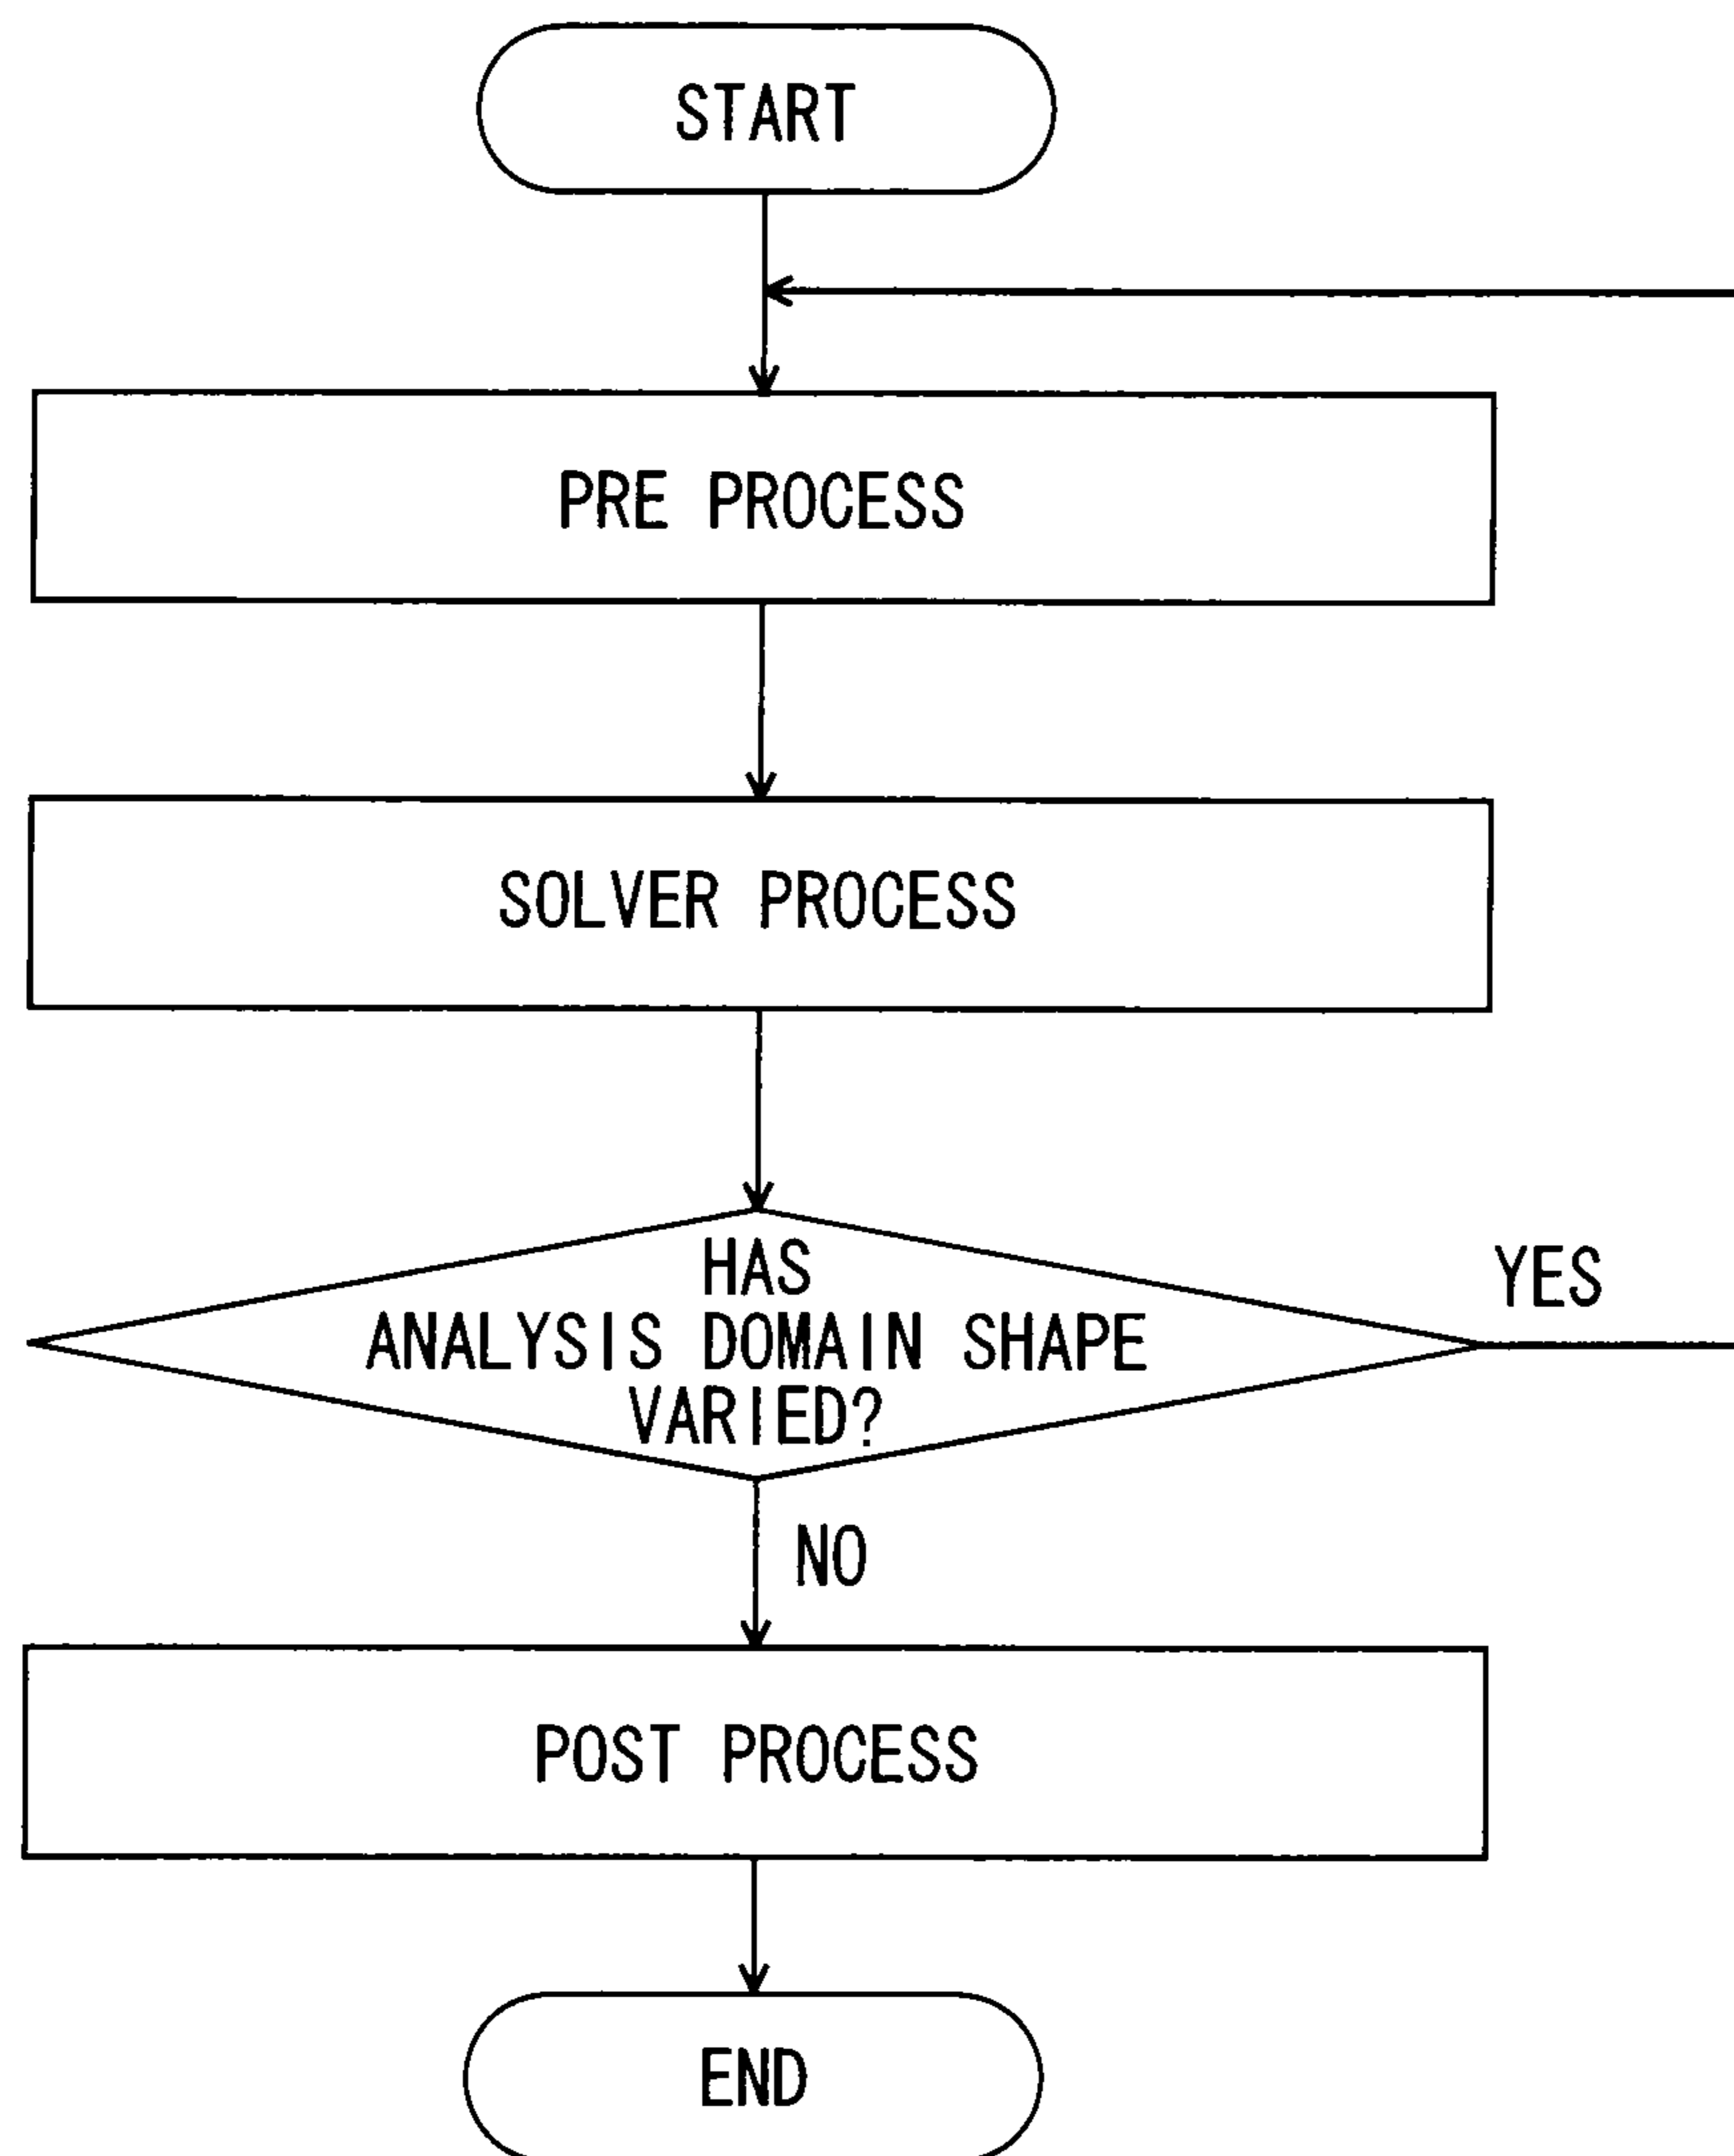 START
PRE PROCESS
SOLVER PROCESS
HAS
ANALYSIS DOMAIN SHAPE
VARIED?
YES
NO
POST PROCESS
END